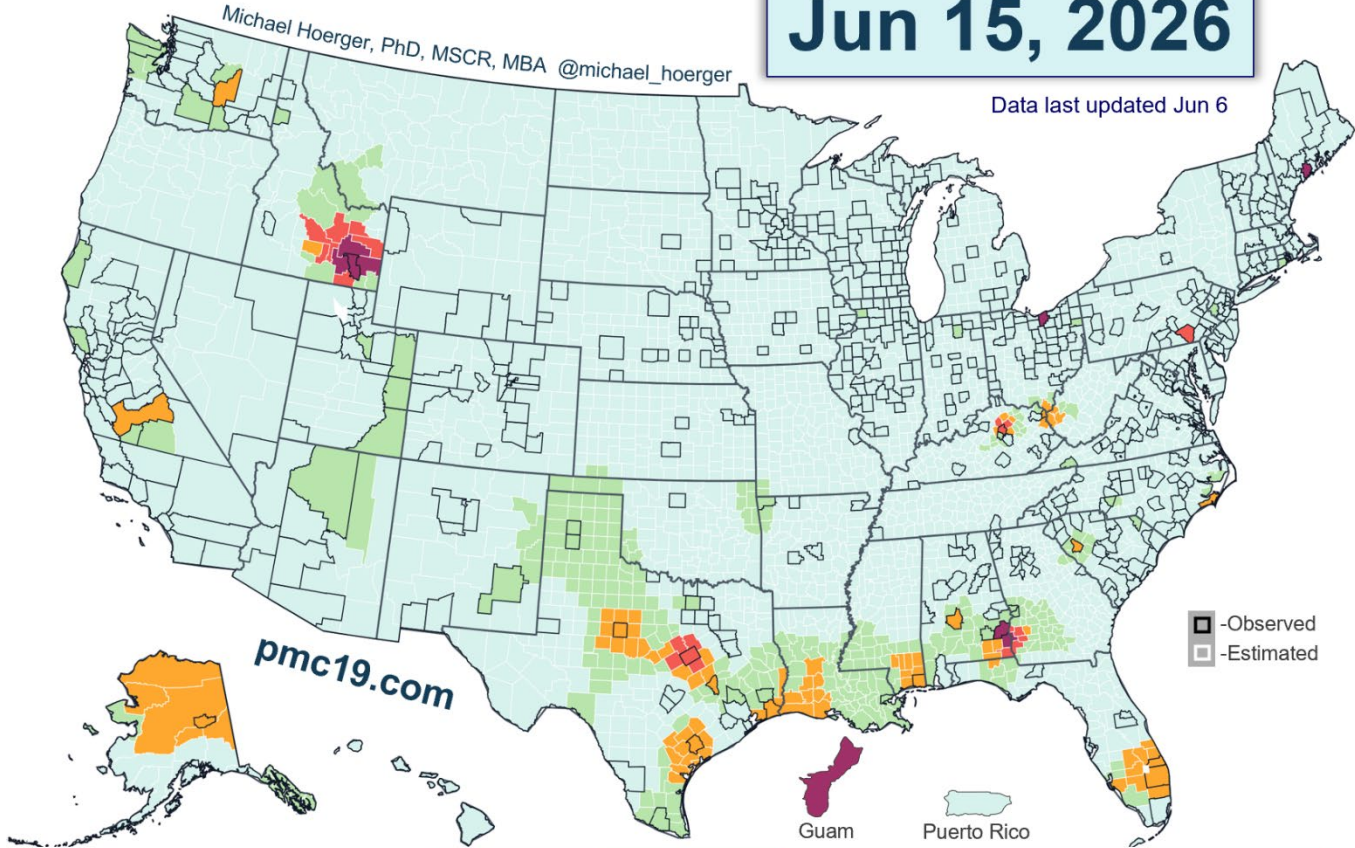 Jun 15, 2026
Michael Hoerger, PhD, MSCR, MBA @michael_hoerger
Data last updated Jun 6
-Observed
-Estimated
pmc19.com
Guam
Puerto Rico